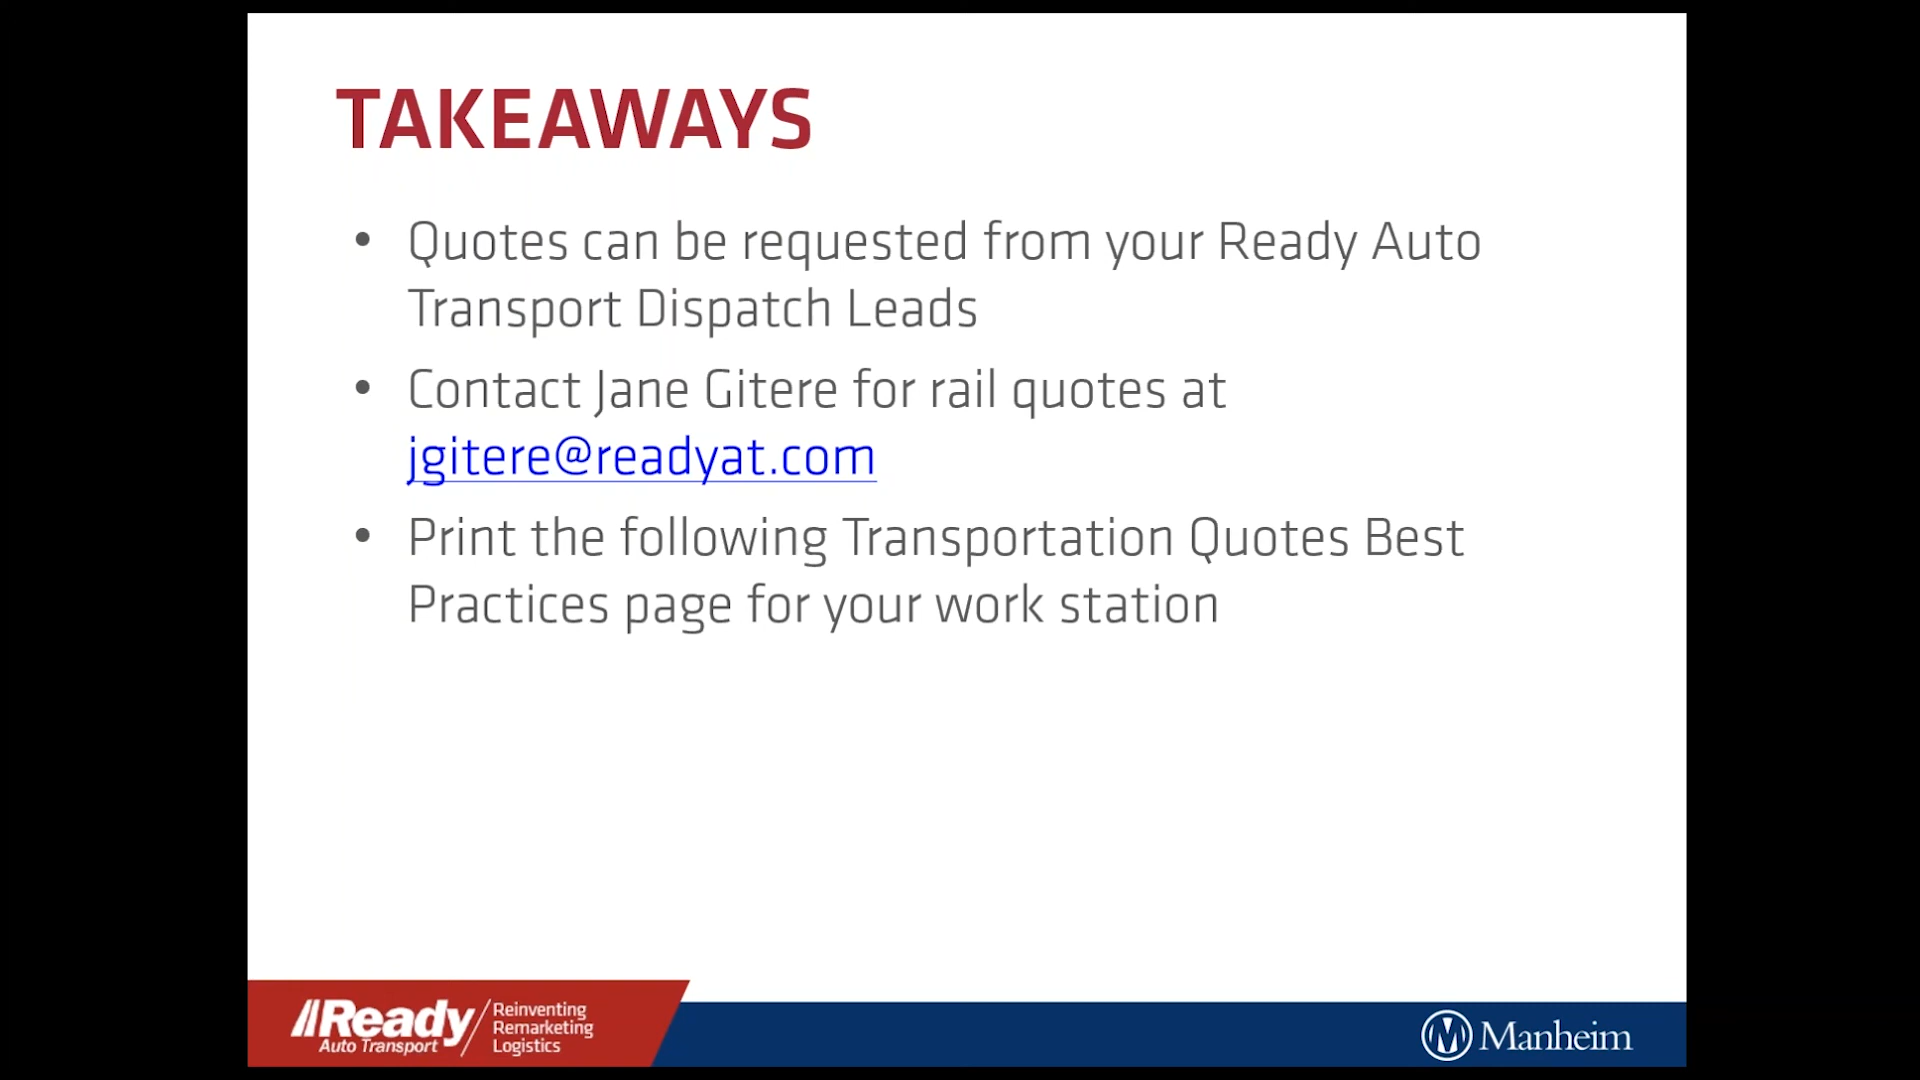 TAKEAWAYS
• Quotes can be requested from your Ready Auto
Transport Dispatch Leads
• Contact Jane Gitere for rail quotes at
jgitere@readyat.com
• Print the following Transportation Quotes Best
Practices page for your work station
Ready
Auto Transport
Reinventing
Remarketing
Logistics
Manheim